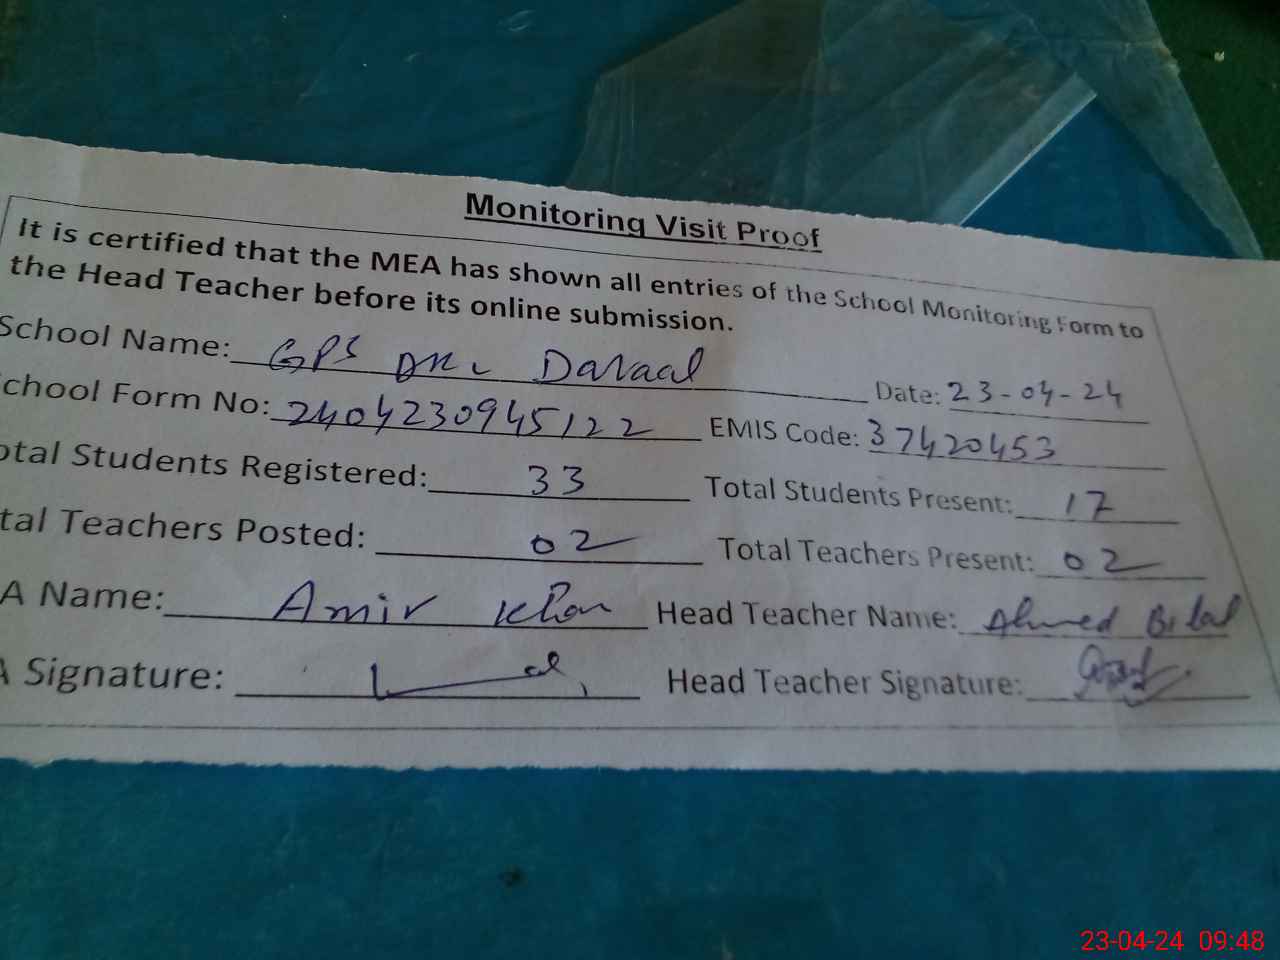 Monitoring Visit Proof
It is certified that the MEA has shown all entries of the School Monitoring Form to
the Head Teacher before its online submission.
School Name: GPS Daraal Date: 23-04-24
chool Form No: 2404230945122 EMIS Code: 37420453
otal Students Registered: 33 Total Students Present: 17
tal Teachers Posted: 02 Total Teachers Present: 02
A Name: Amir Khan Head Teacher Name: Ahmed Bilal
A Signature: Head Teacher Signature:
23-04-24 09:48